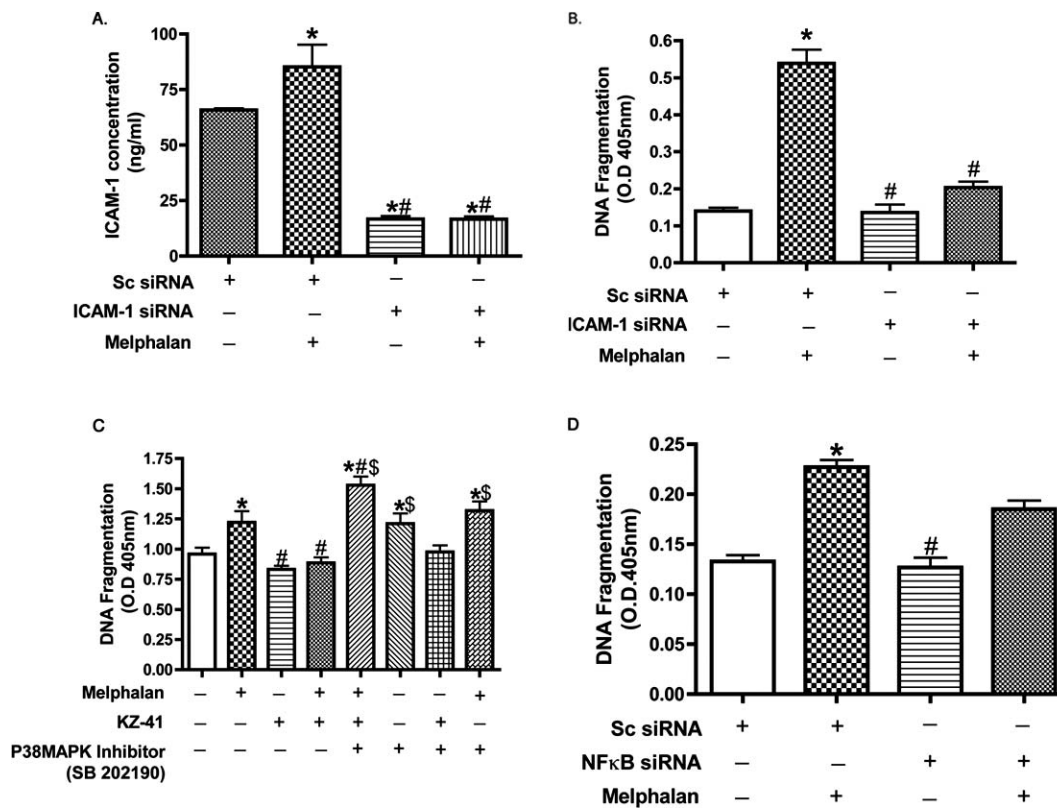 A.
*
100
75
50
25
0
*#
*#
ICAM-1 concentration
(ng/ml)
Sc siRNA + + – –
ICAM-1 siRNA – – + +
Melphalan – + – +
B.
*
0.6
0.5
0.4
0.3
0.2
0.1
0.0
#
#
DNA Fragmentation
(O.D 405nm)
Sc siRNA + + – –
ICAM-1 siRNA – – + +
Melphalan – + – +
C
1.75
1.50
1.25
1.00
0.75
0.50
0.25
0.00
*
#
#
*#$
*$
*$
DNA Fragmentation
(O.D 405nm)
Melphalan – + – + + – – +
KZ-41 – – + + + – + –
P38MAPK Inhibitor – – – – + + + +
(SB 202190)
D
0.25
0.20
0.15
0.10
0.05
0.00
*
#
DNA Fragmentation
(O.D.405nm)
Sc siRNA + + – –
NFκB siRNA – – + +
Melphalan – + – +